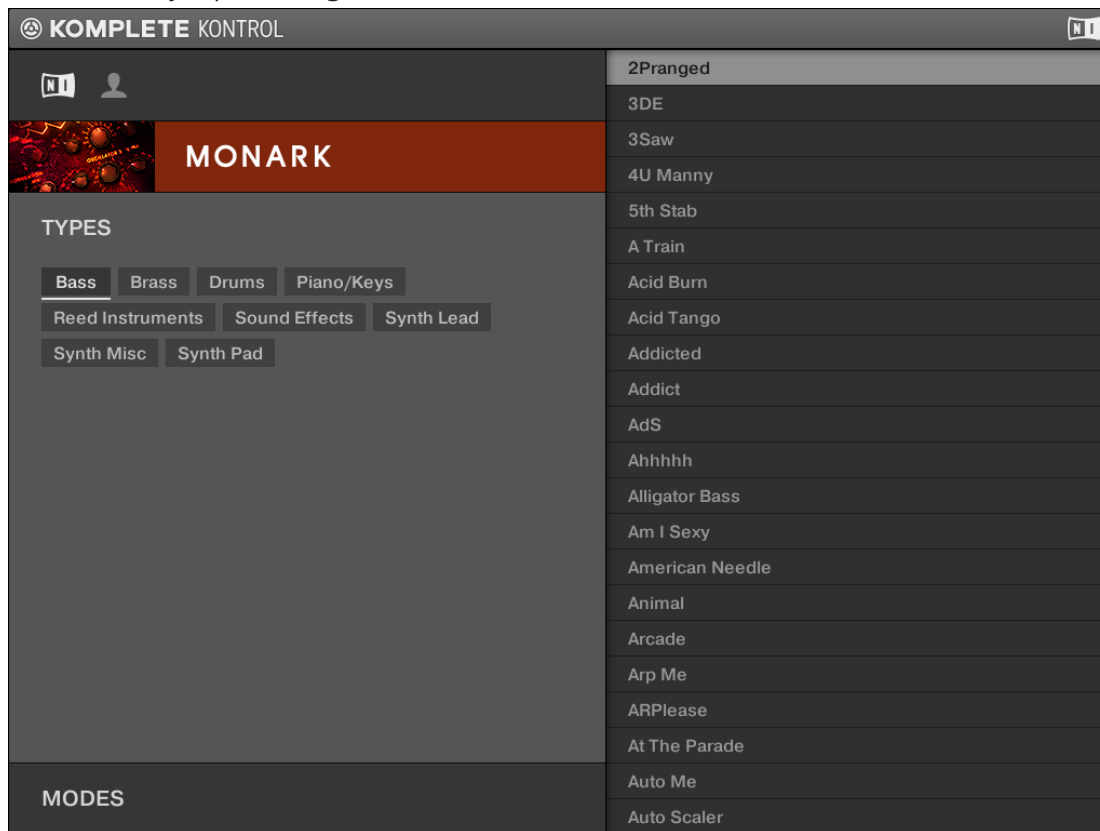 KOMPLETE KONTROL
NI
NI
MONARK
TYPES
Bass Brass Drums Piano/Keys
Reed Instruments Sound Effects Synth Lead
Synth Misc Synth Pad
MODES
2Pranged
3DE
3Saw
4U Manny
5th Stab
A Train
Acid Burn
Acid Tango
Addicted
Addict
AdS
Ahhhhh
Alligator Bass
Am I Sexy
American Needle
Animal
Arcade
Arp Me
ARPlease
At The Parade
Auto Me
Auto Scaler